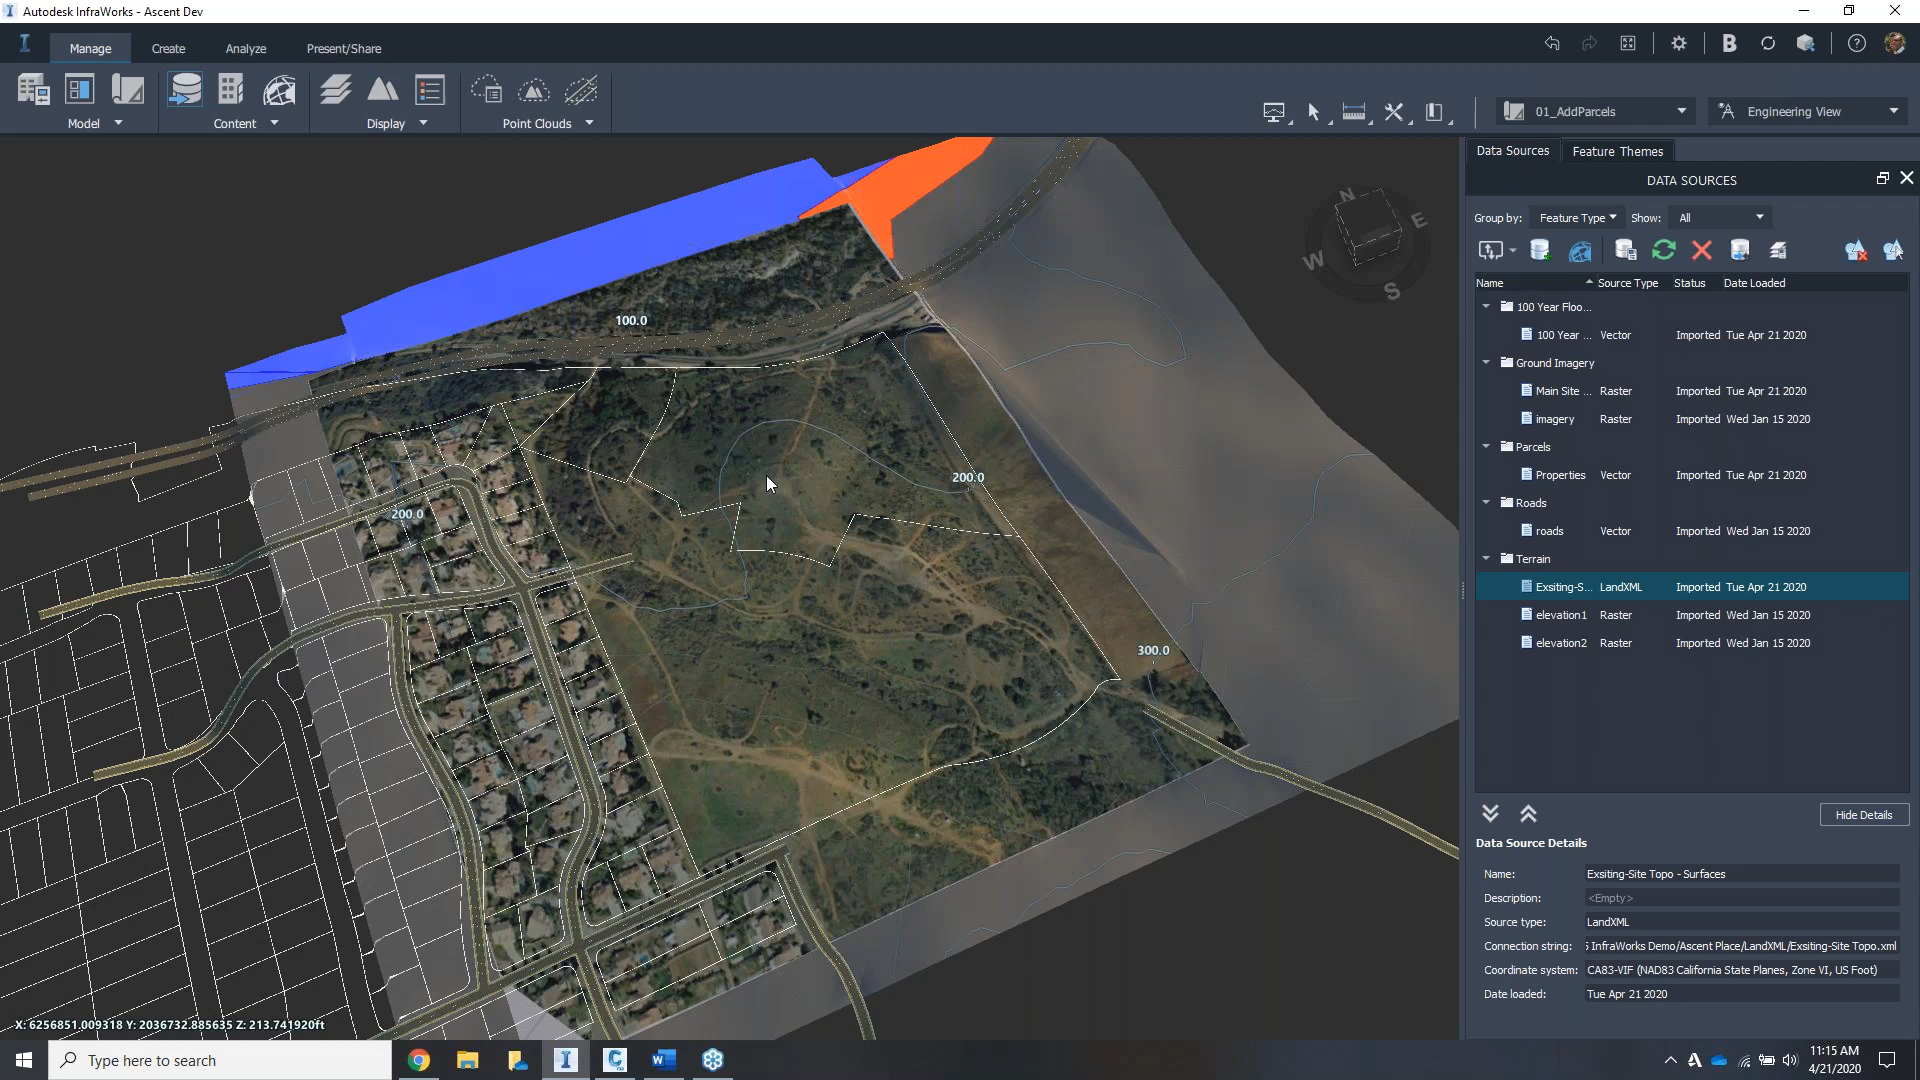 Autodesk InfraWorks - Ascent Dev
Manage Create Analyze Present/Share
Model Content Display Point Clouds
01_AddParcels Engineering View
Data Sources Feature Themes
DATA SOURCES
Group by: Feature Type Show: All
Name Source Type Status Date Loaded
100 Year Floo...
100 Year ... Vector Imported Tue Apr 21 2020
Ground Imagery
Main Site ... Raster Imported Tue Apr 21 2020
imagery Raster Imported Wed Jan 15 2020
Parcels
Properties Vector Imported Tue Apr 21 2020
Roads
roads Vector Imported Wed Jan 15 2020
Terrain
Exsiting-S... LandXML Imported Tue Apr 21 2020
elevation1 Raster Imported Wed Jan 15 2020
elevation2 Raster Imported Wed Jan 15 2020
Hide Details
Data Source Details
Name: Exsiting-Site Topo - Surfaces
Description: <Empty>
Source type: LandXML
Connection string: InfraWorks Demo/Ascent Place/LandXML/Exsiting-Site Topo.xml
Coordinate system: CA83-VIF (NAD83 California State Planes, Zone VI, US Foot)
Date loaded: Tue Apr 21 2020
N
E
W
S
100.0
200.0
200.0
300.0
X: 6256851.009318 Y: 2036732.885635 Z: 213.741920ft
Type here to search
11:15 AM
4/21/2020